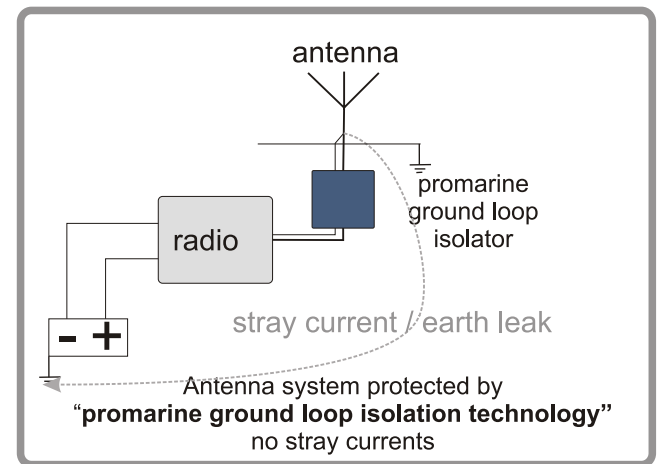 antenna
promarine
ground loop
isolator
radio
- +
stray current / earth leak
Antenna system protected by
“promarine ground loop isolation technology”
no stray currents